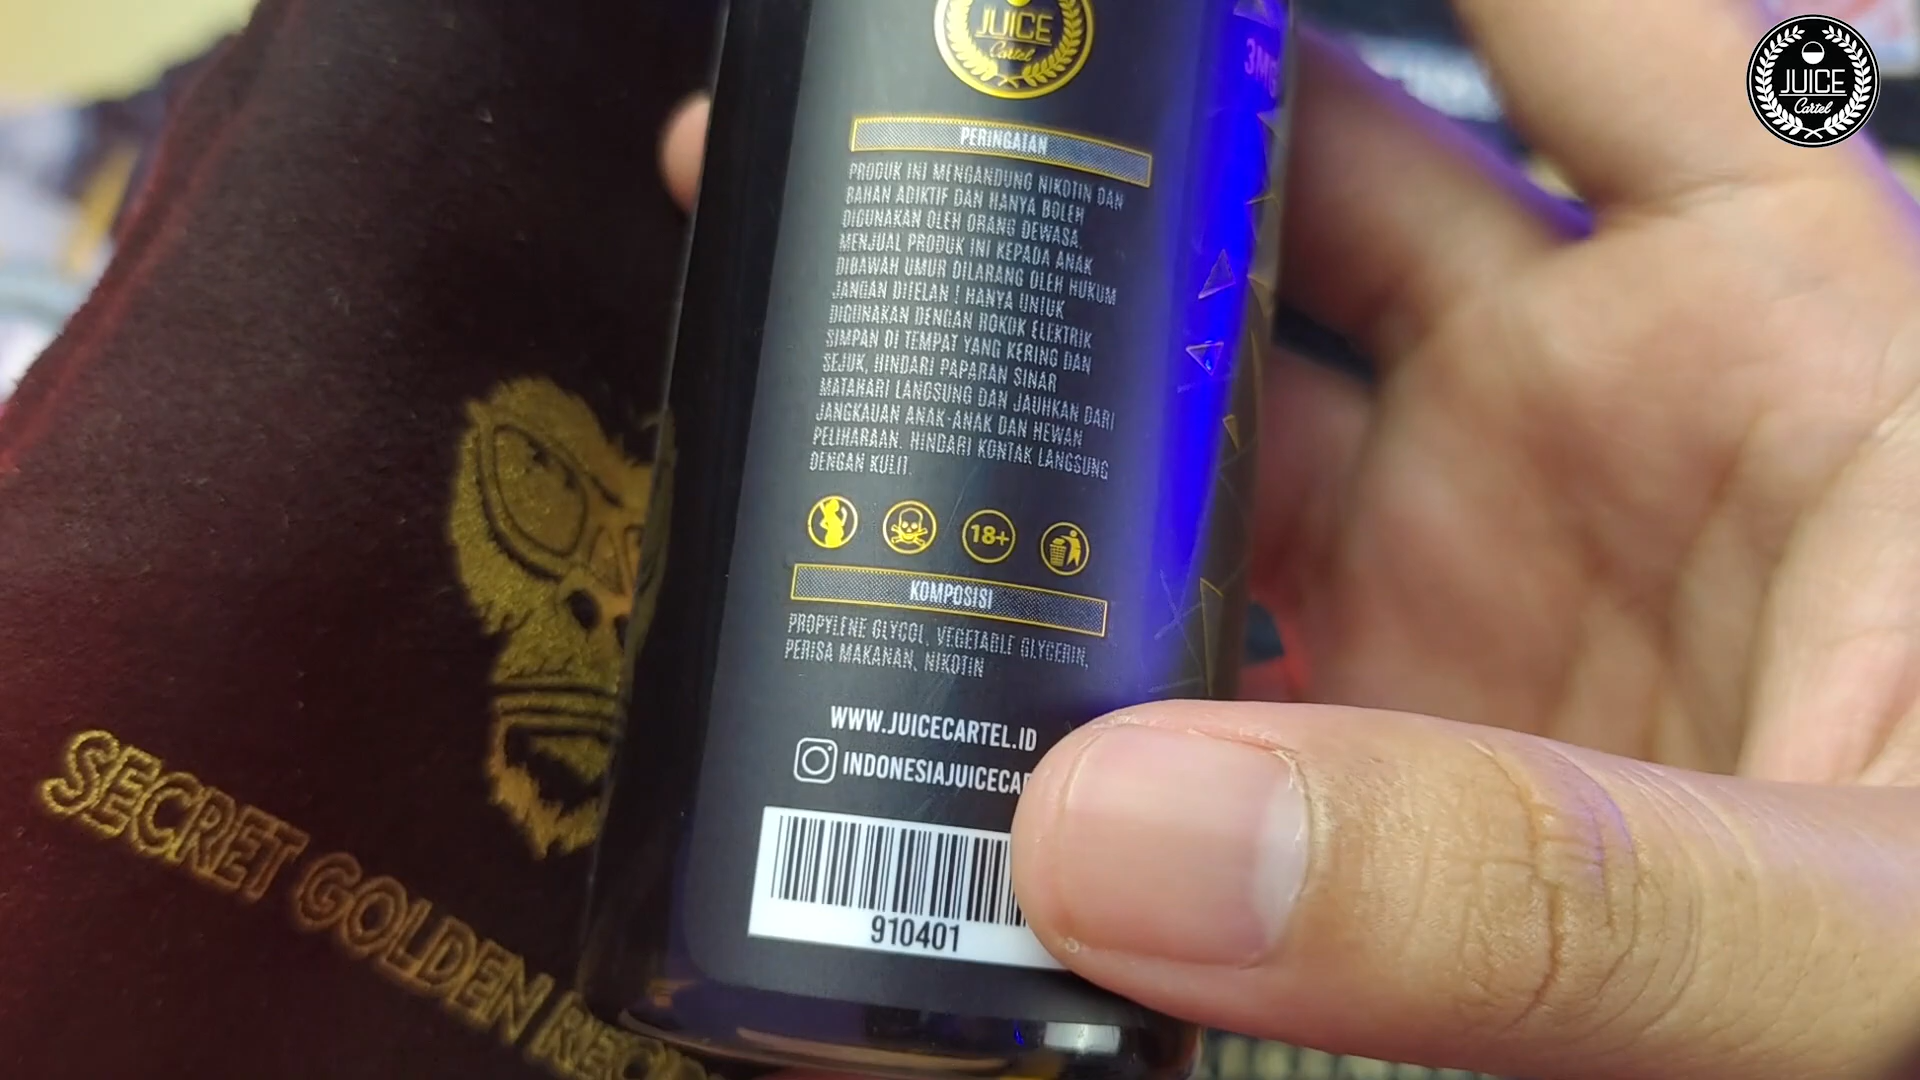 JUICE
Cartel
3MG
JUICE
Cartel
PERINGATAN
PRODUK INI MENGANDUNG NIKOTIN DAN
BAHAN ADIKTIF DAN HANYA BOLEH
DIGUNAKAN OLEH ORANG DEWASA.
MENJUAL PRODUK INI KEPADA ANAK
DIBAWAH UMUR DILARANG OLEH HUKUM
JANGAN DITELAN ! HANYA UNTUK
DIGUNAKAN DENGAN ROKOK ELEKTRIK
SIMPAN DI TEMPAT YANG KERING DAN
SEJUK, HINDARI PAPARAN SINAR
MATAHARI LANGSUNG DAN JAUHKAN DARI
JANGKAUAN ANAK-ANAK DAN HEWAN
PELIHARAAN. HINDARI KONTAK LANGSUNG
DENGAN KULIT.
18+
KOMPOSISI
PROPYLENE GLYCOL, VEGETABLE GLYCERIN,
PERISA MAKANAN, NIKOTIN
WWW.JUICECARTEL.ID
INDONESIAJUICECA
910401
SECRET GOLDEN